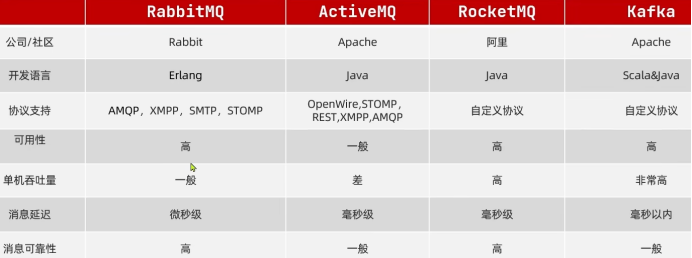 RabbitMQ ActiveMQ RocketMQ Kafka
公司/社区 Rabbit Apache 阿里 Apache
开发语言 Erlang Java Java Scala&Java
协议支持 AMQP，XMPP，SMTP，STOMP OpenWire,STOMP， 自定义协议 自定义协议
REST,XMPP,AMQP
可用性 高 一般 高 高
单机吞吐量 一般 差 高 非常高
消息延迟 微秒级 毫秒级 毫秒级 毫秒以内
消息可靠性 高 一般 高 一般